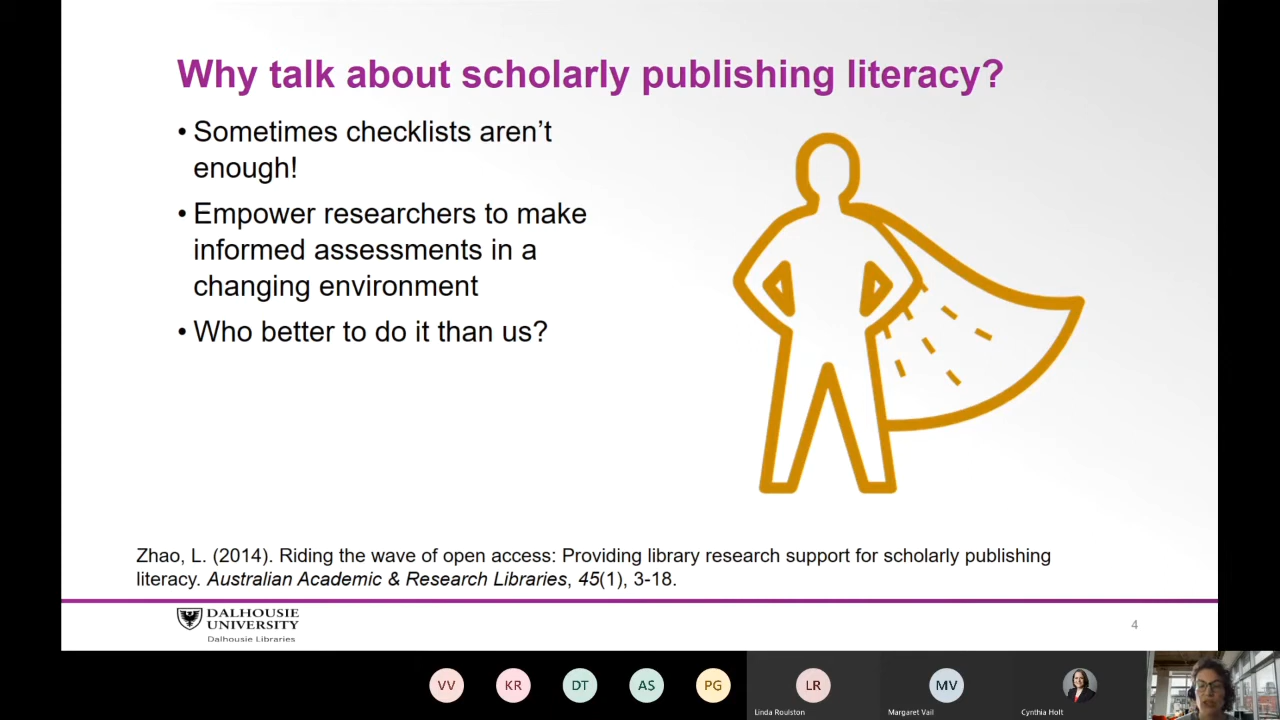 Why talk about scholarly publishing literacy?
• Sometimes checklists aren’t
enough!
• Empower researchers to make
informed assessments in a
changing environment
• Who better to do it than us?
Zhao, L. (2014). Riding the wave of open access: Providing library research support for scholarly publishing
literacy. Australian Academic & Research Libraries, 45(1), 3-18.
DALHOUSIE
UNIVERSITY
Dalhousie Libraries
4
VV
KR
DT
AS
PG
LR
MV
Linda Roulston
Margaret Vail
Cynthia Holt